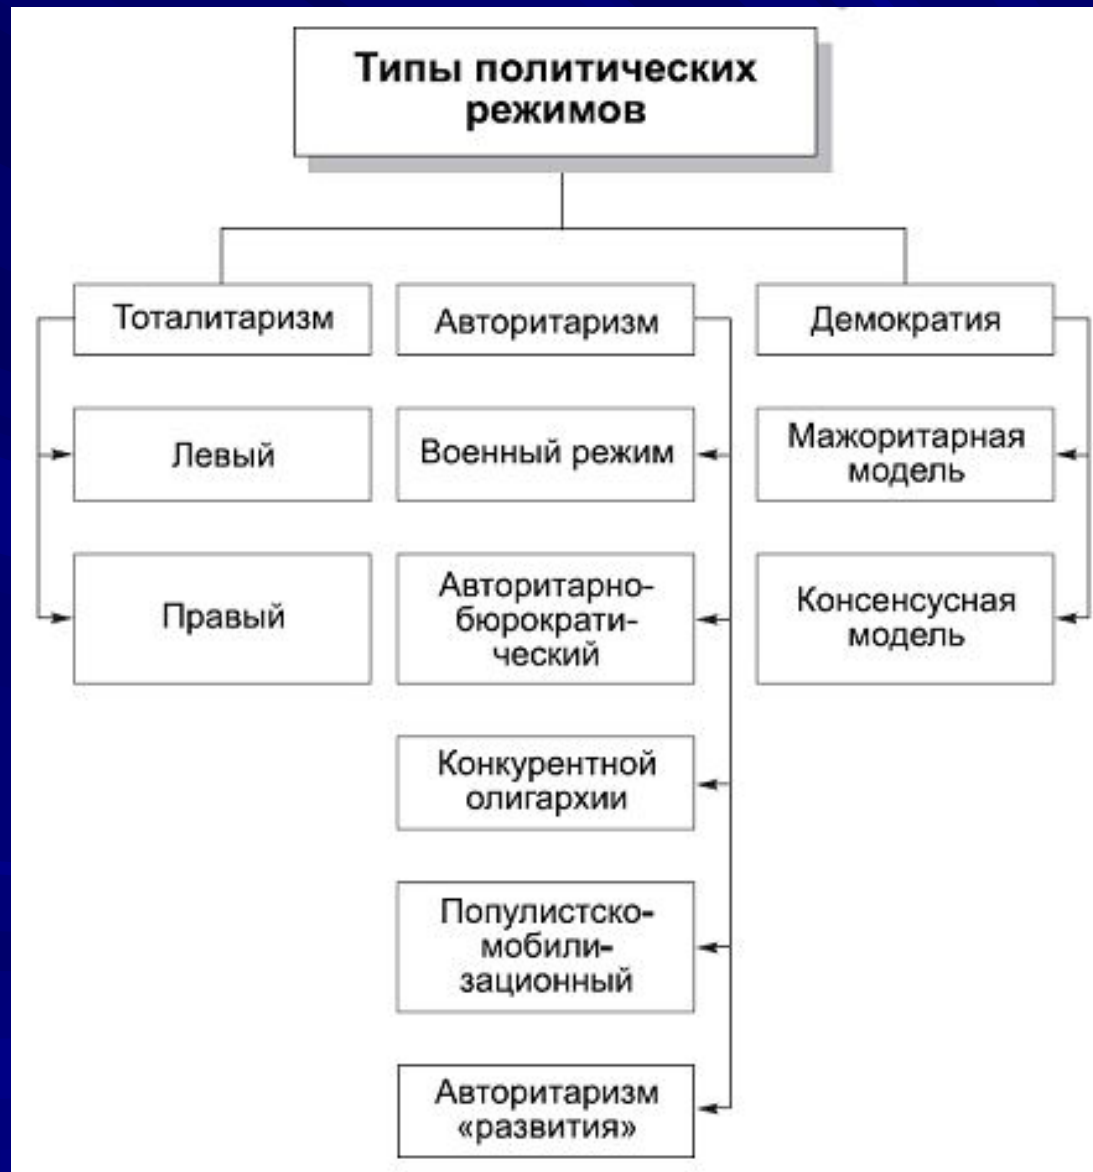 Типы политических
режимов
Тоталитаризм
Авторитаризм
Демократия
Левый
Военный режим
Мажоритарная
модель
Правый
Авторитарно-
бюрократи-
ческий
Консенсусная
модель
Конкурентной
олигархии
Популистско-
мобили-
зационный
Авторитаризм
«развития»